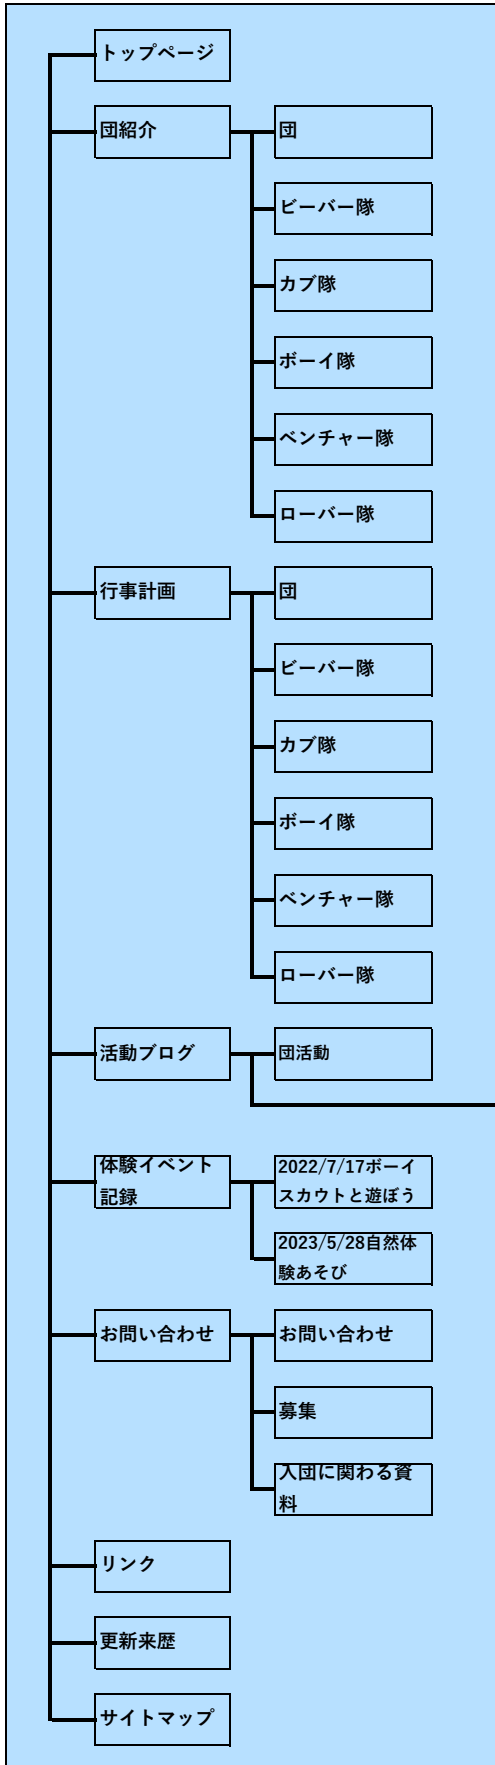 トップページ
団紹介
団
ビーバー隊
カブ隊
ボーイ隊
ベンチャー隊
ローバー隊
行事計画
団
ビーバー隊
カブ隊
ボーイ隊
ベンチャー隊
ローバー隊
活動ブログ
団活動
体験イベント
記録
2022/7/17ボーイ
スカウトと遊ぼう
2023/5/28自然体
験あそび
お問い合わせ
お問い合わせ
募集
入団に関わる資
料
リンク
更新来歴
サイトマップ